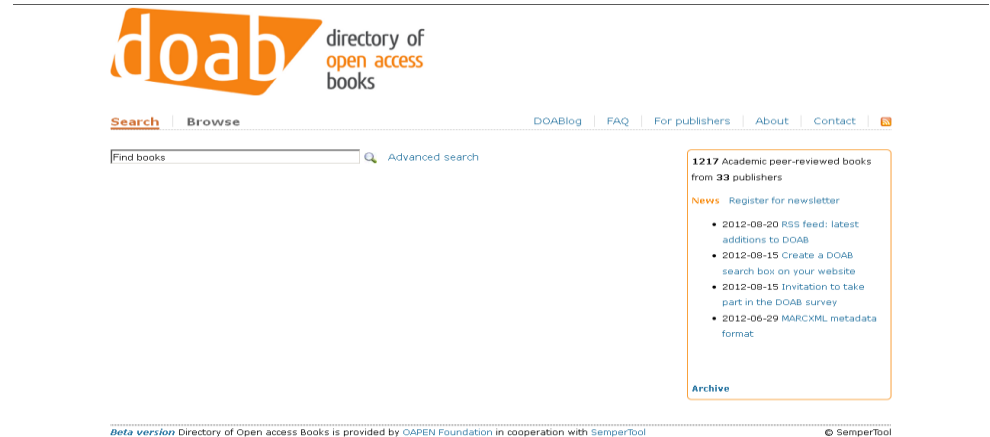 doab
directory of
open access
books
Search Browse
DOABlog FAQ For publishers About Contact
Find books Advanced search
1217 Academic peer-reviewed books
from 33 publishers
News Register for newsletter
• 2012-08-20 RSS feed: latest
additions to DOAB
• 2012-08-15 Create a DOAB
search box on your website
• 2012-08-15 Invitation to take
part in the DOAB survey
• 2012-06-29 MARCXML metadata
format
Archive
Beta version Directory of Open access Books is provided by OAPEN Foundation in cooperation with SemperTool
© SemperTool